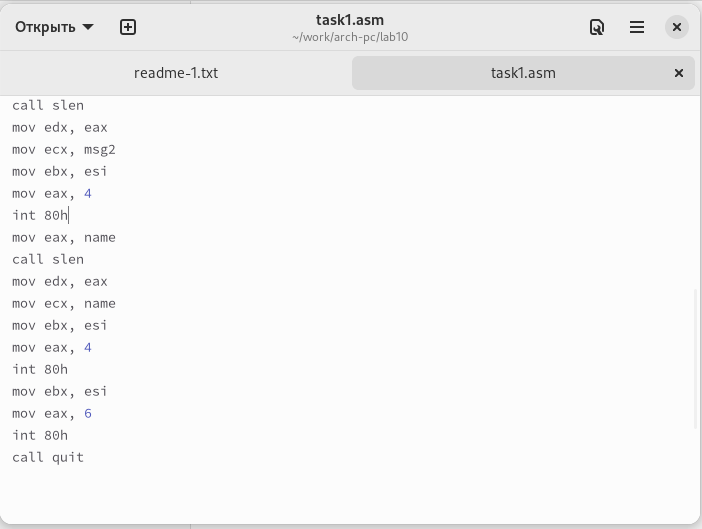 Открыть
task1.asm
~/work/arch-pc/lab10
readme-1.txt
task1.asm
call slen
mov edx, eax
mov ecx, msg2
mov ebx, esi
mov eax, 4
int 80h
mov eax, name
call slen
mov edx, eax
mov ecx, name
mov ebx, esi
mov eax, 4
int 80h
mov ebx, esi
mov eax, 6
int 80h
call quit